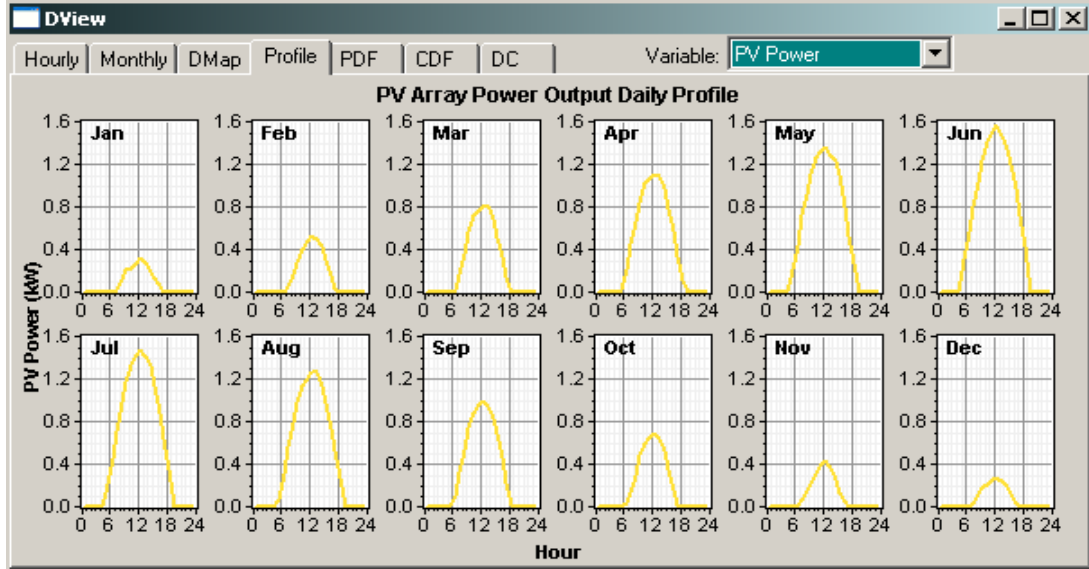 DView
Hourly Monthly DMap Profile PDF CDF DC Variable: PV Power
PV Array Power Output Daily Profile
PV Power (kW)
1.6 1.2 0.8 0.4 0.0 Jan 0 6 12 18 24
1.6 1.2 0.8 0.4 0.0 Feb 0 6 12 18 24
1.6 1.2 0.8 0.4 0.0 Mar 0 6 12 18 24
1.6 1.2 0.8 0.4 0.0 Apr 0 6 12 18 24
1.6 1.2 0.8 0.4 0.0 May 0 6 12 18 24
1.6 1.2 0.8 0.4 0.0 Jun 0 6 12 18 24
1.6 1.2 0.8 0.4 0.0 Jul 0 6 12 18 24
1.6 1.2 0.8 0.4 0.0 Aug 0 6 12 18 24
1.6 1.2 0.8 0.4 0.0 Sep 0 6 12 18 24
1.6 1.2 0.8 0.4 0.0 Oct 0 6 12 18 24
1.6 1.2 0.8 0.4 0.0 Nov 0 6 12 18 24
1.6 1.2 0.8 0.4 0.0 Dec 0 6 12 18 24
Hour